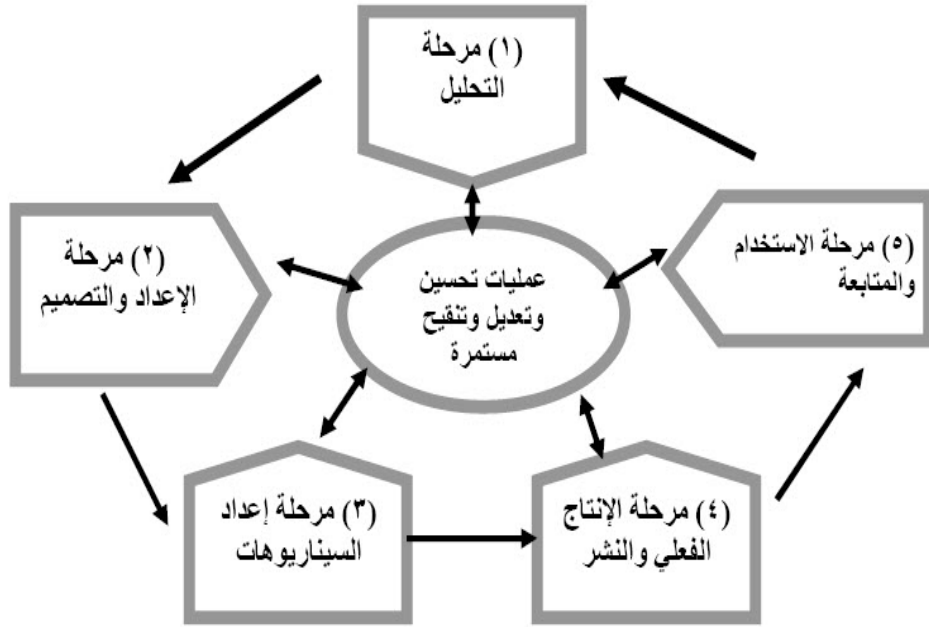 (١) مرحلة
التحليل
(٢) مرحلة
الإعداد والتصميم
(٣) مرحلة إعداد
السيناريوهات
(٤) مرحلة الإنتاج
الفعلي والنشر
(٥) مرحلة الاستخدام
والمتابعة
عمليات تحسين
وتعديل وتنقيح
مستمرة